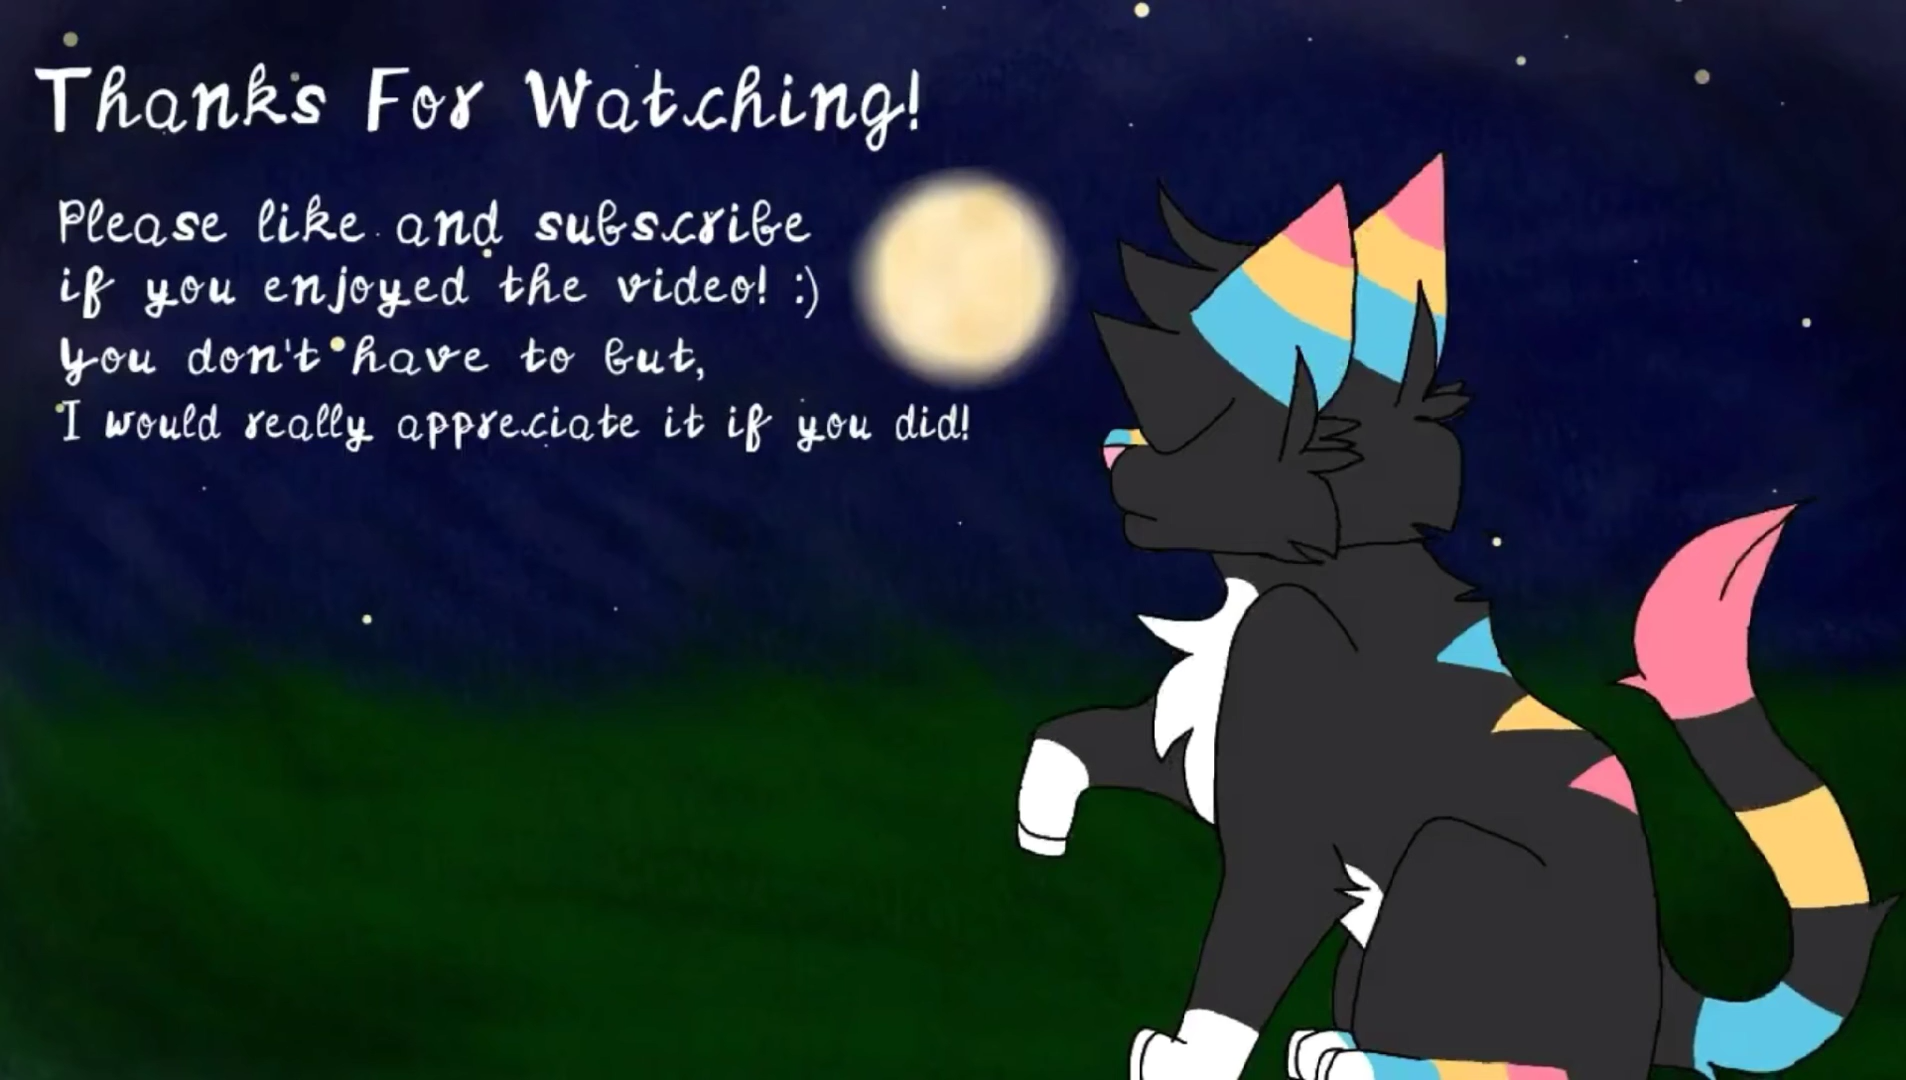 Thanks For Watching!
Please like and subscribe
if you enjoyed the video! :)
You don't have to but,
I would really appreciate it if you did!